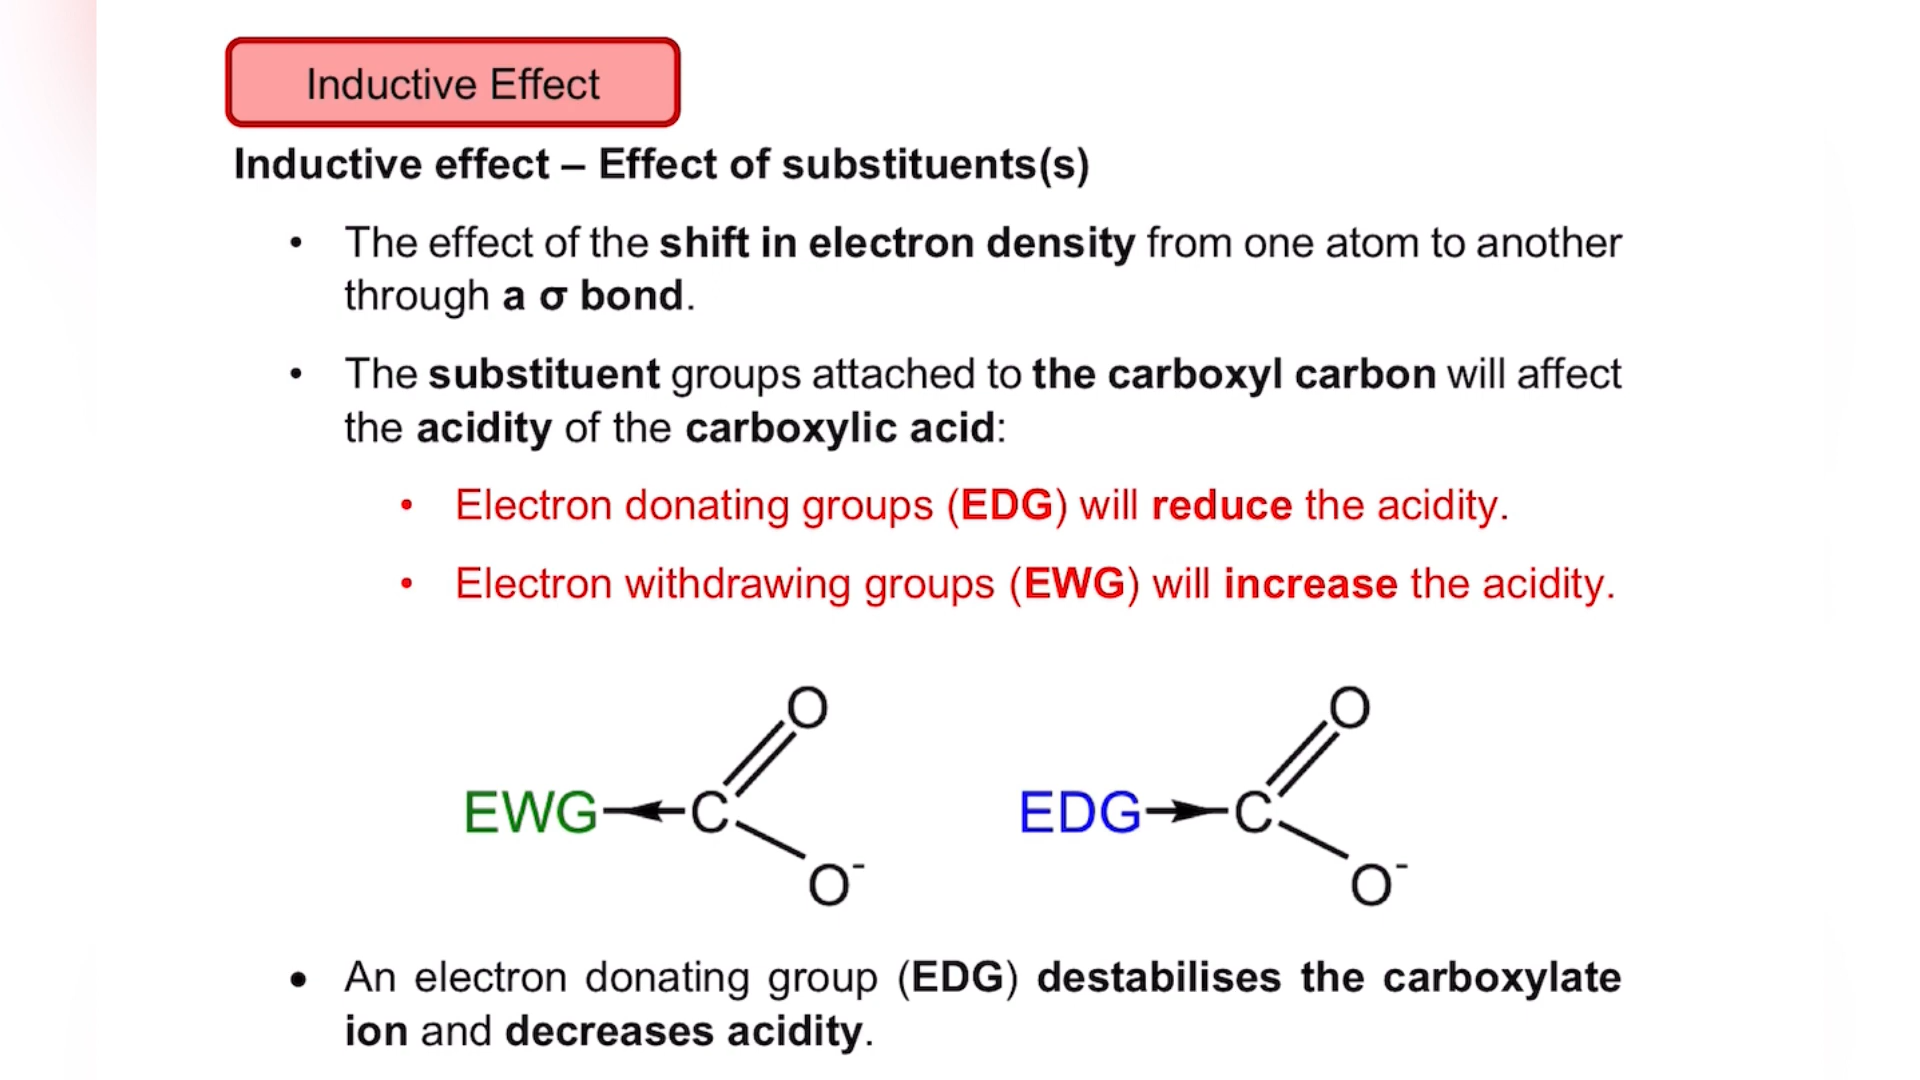 Inductive Effect
Inductive effect – Effect of substituents(s)
• The effect of the shift in electron density from one atom to another
through a σ bond.
• The substituent groups attached to the carboxyl carbon will affect
the acidity of the carboxylic acid:
• Electron donating groups (EDG) will reduce the acidity.
• Electron withdrawing groups (EWG) will increase the acidity.
O O
EWG C EDG C
O- O-
• An electron donating group (EDG) destabilises the carboxylate
ion and decreases acidity.